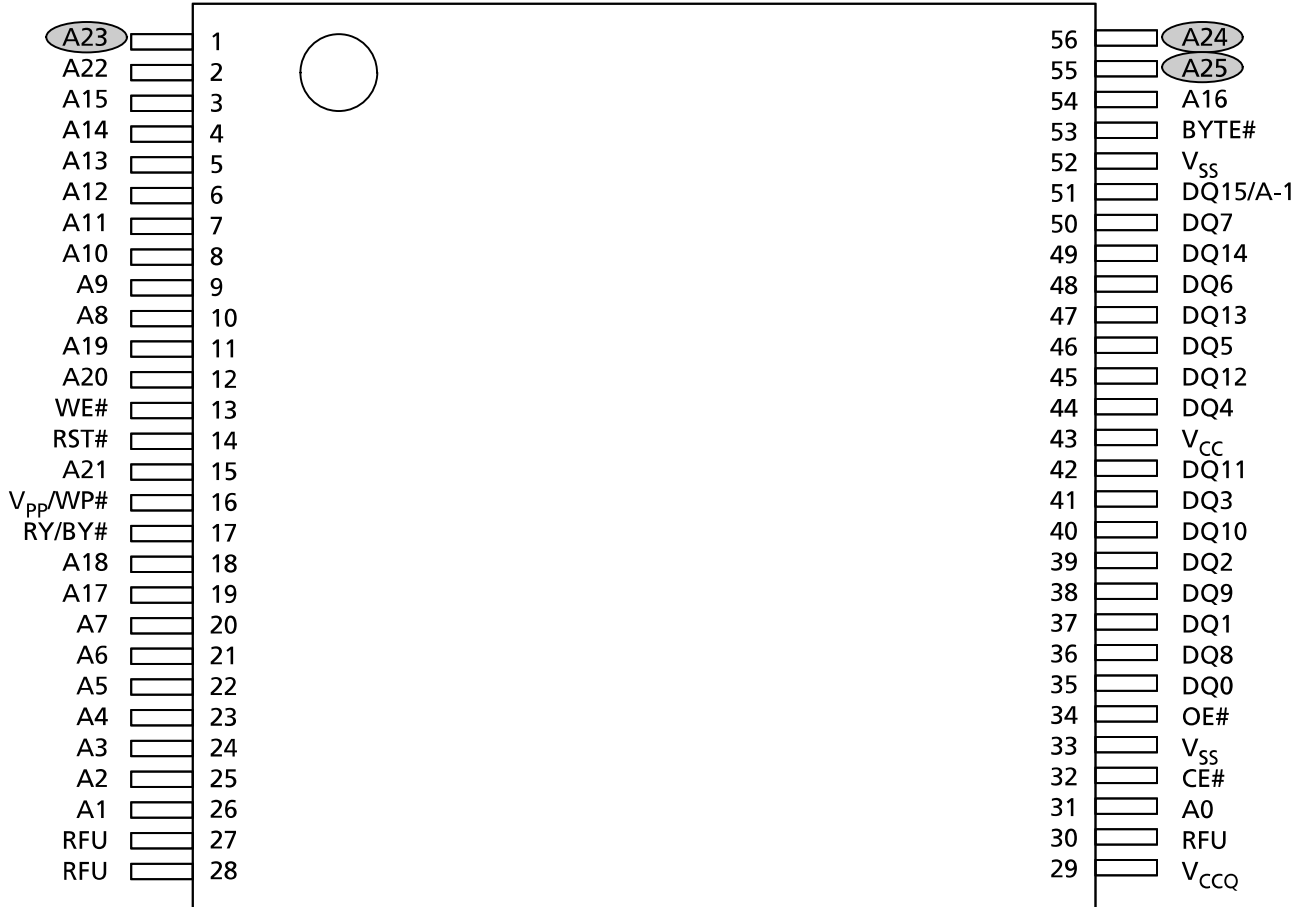 A23 1 56 A24
A22 2 55 A25
A15 3 54 A16
A14 4 53 BYTE#
A13 5 52 VSS
A12 6 51 DQ15/A-1
A11 7 50 DQ7
A10 8 49 DQ14
A9 9 48 DQ6
A8 10 47 DQ13
A19 11 46 DQ5
A20 12 45 DQ12
WE# 13 44 DQ4
RST# 14 43 VCC
A21 15 42 DQ11
VPP/WP# 16 41 DQ3
RY/BY# 17 40 DQ10
A18 18 39 DQ2
A17 19 38 DQ9
A7 20 37 DQ1
A6 21 36 DQ8
A5 22 35 DQ0
A4 23 34 OE#
A3 24 33 VSS
A2 25 32 CE#
A1 26 31 A0
RFU 27 30 RFU
RFU 28 29 VCCQ